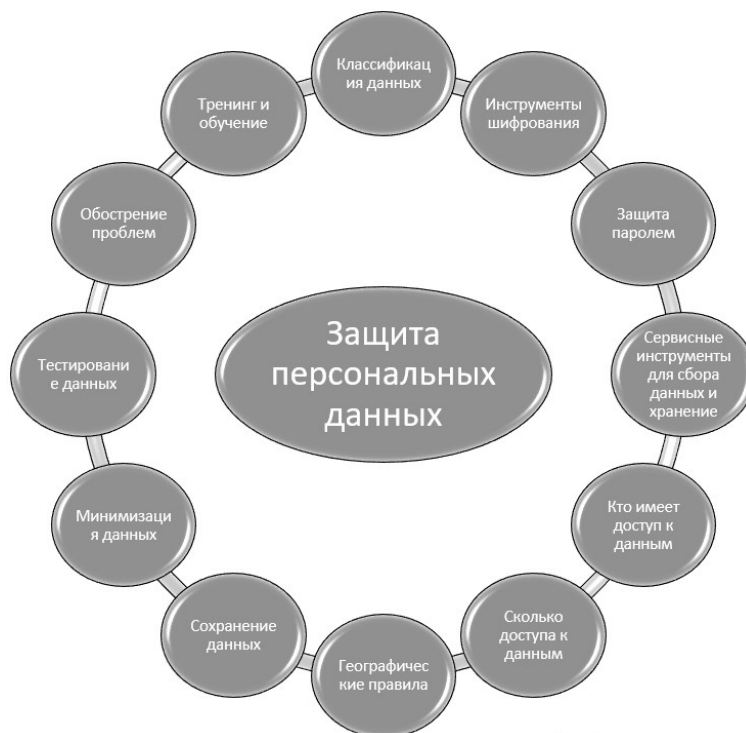 Классификац
ия данных
Инструменты
шифрования
Защита
паролем
Сервисные
инструменты
для сбора
данных и
хранение
Кто имеет
доступ к
данным
Сколько
доступа к
данным
Географичес
кие правила
Сохранение
данных
Минимизаци
я данных
Тестировани
е данных
Обострение
проблем
Тренинг и
обучение
Защита
персональных
данных